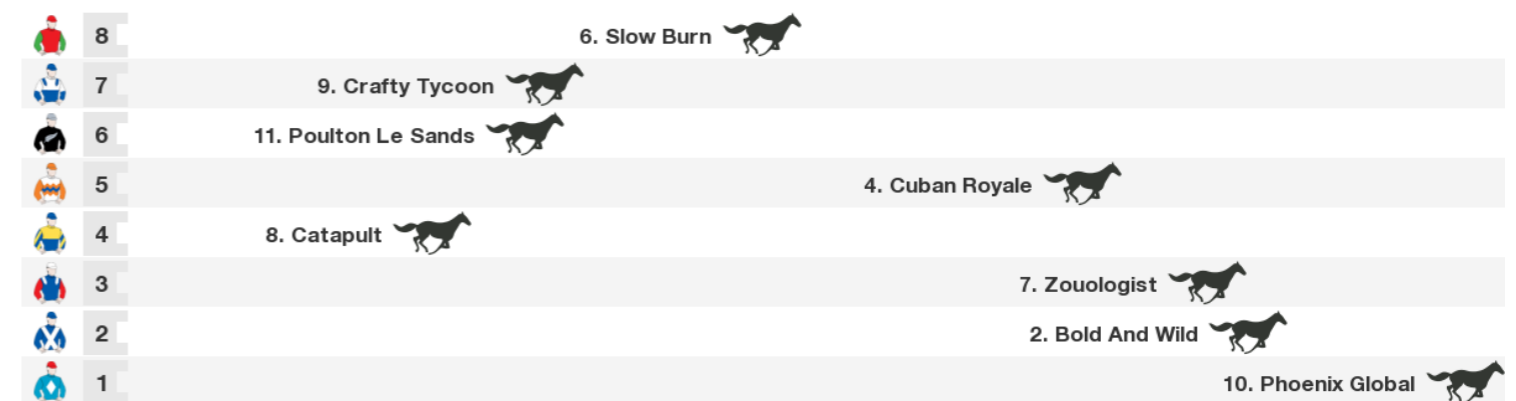 8 6. Slow Burn
7 9. Crafty Tycoon
6 11. Poulton Le Sands
5 4. Cuban Royale
4 8. Catapult
3 7. Zouologist
2 2. Bold And Wild
1 10. Phoenix Global